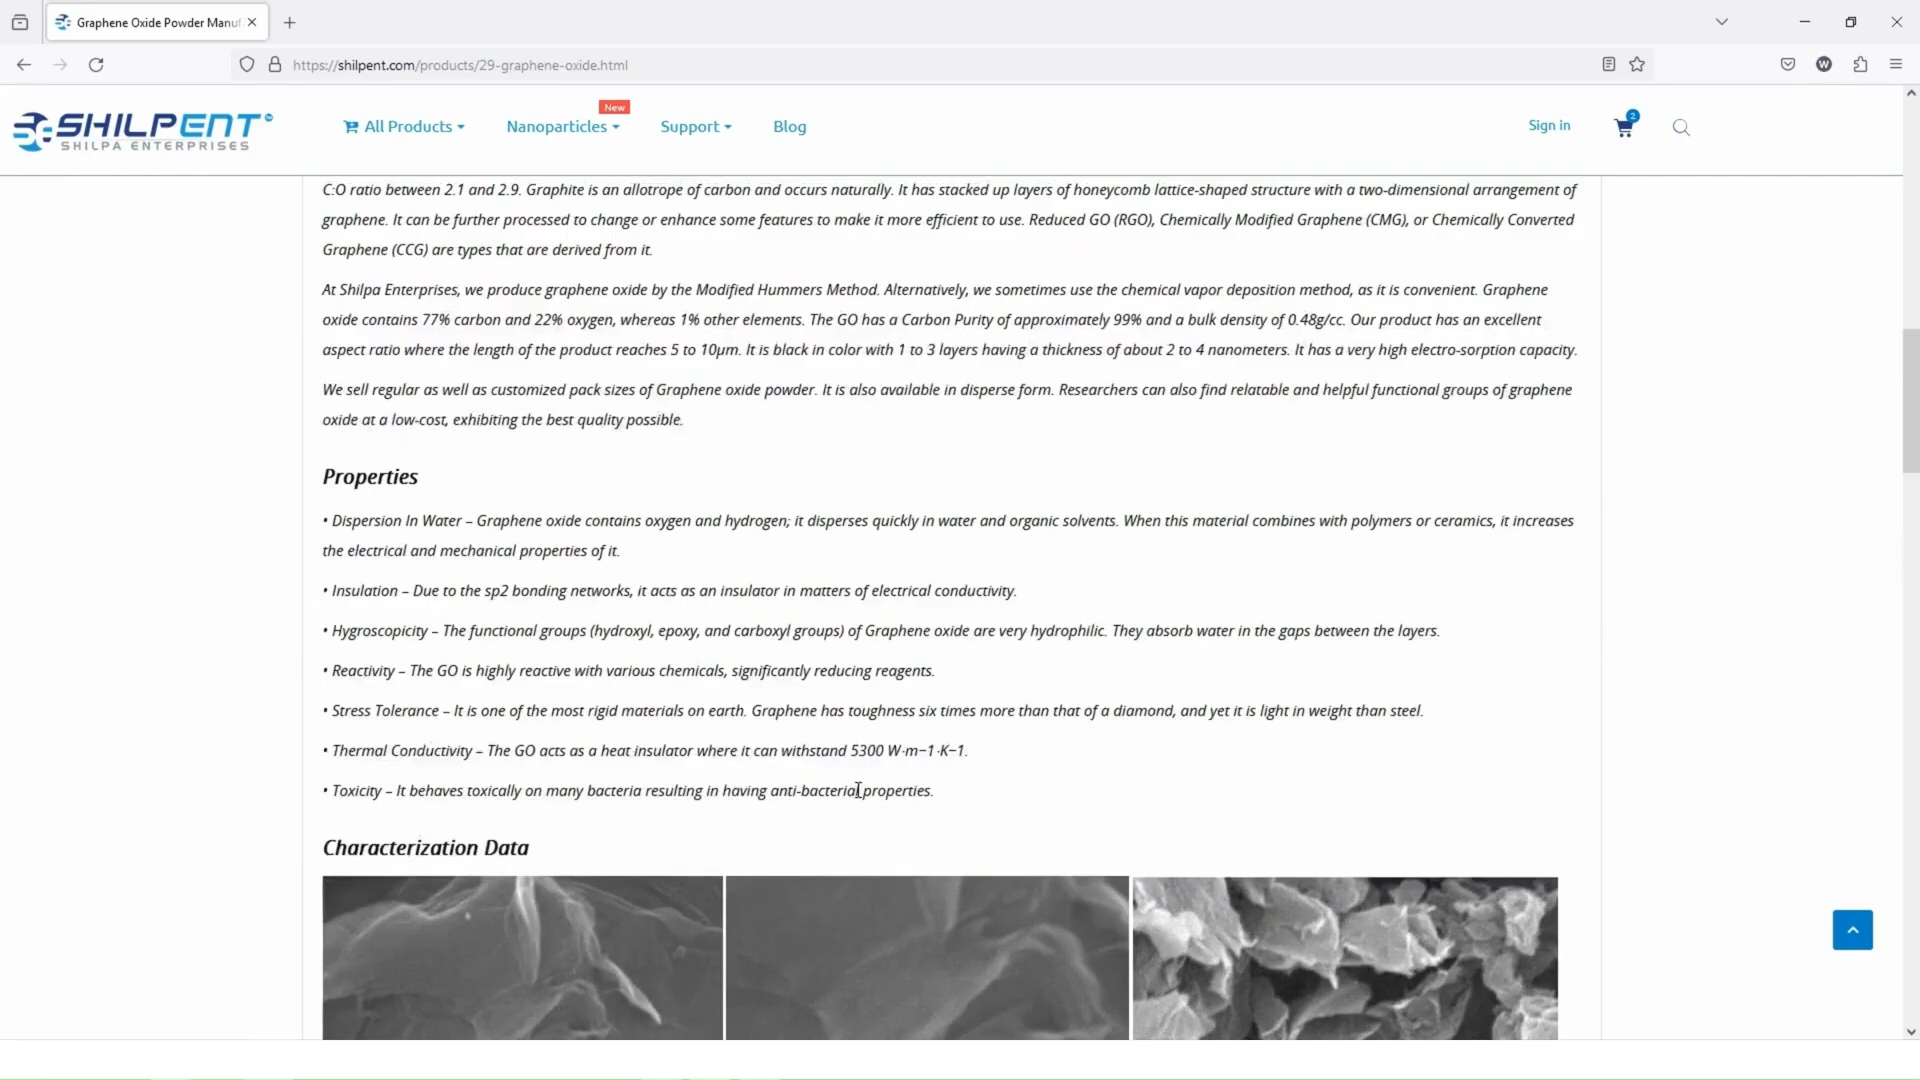 Graphene Oxide Powder Manuf
https://shilpent.com/products/29-graphene-oxide.html
W
SHILPENT
SHILPA ENTERPRISES
All Products
New
Nanoparticles
Support
Blog
Sign in
2
C:O ratio between 2.1 and 2.9. Graphite is an allotrope of carbon and occurs naturally. It has stacked up layers of honeycomb lattice-shaped structure with a two-dimensional arrangement of
graphene. It can be further processed to change or enhance some features to make it more efficient to use. Reduced GO (RGO), Chemically Modified Graphene (CMG), or Chemically Converted
Graphene (CCG) are types that are derived from it.
At Shilpa Enterprises, we produce graphene oxide by the Modified Hummers Method. Alternatively, we sometimes use the chemical vapor deposition method, as it is convenient. Graphene
oxide contains 77% carbon and 22% oxygen, whereas 1% other elements. The GO has a Carbon Purity of approximately 99% and a bulk density of 0.48g/cc. Our product has an excellent
aspect ratio where the length of the product reaches 5 to 10μm. It is black in color with 1 to 3 layers having a thickness of about 2 to 4 nanometers. It has a very high electro-sorption capacity.
We sell regular as well as customized pack sizes of Graphene oxide powder. It is also available in disperse form. Researchers can also find relatable and helpful functional groups of graphene
oxide at a low-cost, exhibiting the best quality possible.
Properties
• Dispersion In Water – Graphene oxide contains oxygen and hydrogen; it disperses quickly in water and organic solvents. When this material combines with polymers or ceramics, it increases
the electrical and mechanical properties of it.
• Insulation – Due to the sp2 bonding networks, it acts as an insulator in matters of electrical conductivity.
• Hygroscopicity – The functional groups (hydroxyl, epoxy, and carboxyl groups) of Graphene oxide are very hydrophilic. They absorb water in the gaps between the layers.
• Reactivity – The GO is highly reactive with various chemicals, significantly reducing reagents.
• Stress Tolerance – It is one of the most rigid materials on earth. Graphene has toughness six times more than that of a diamond, and yet it is light in weight than steel.
• Thermal Conductivity – The GO acts as a heat insulator where it can withstand 5300 W·m−1·K−1.
• Toxicity – It behaves toxically on many bacteria resulting in having anti-bacterial properties.
Characterization Data